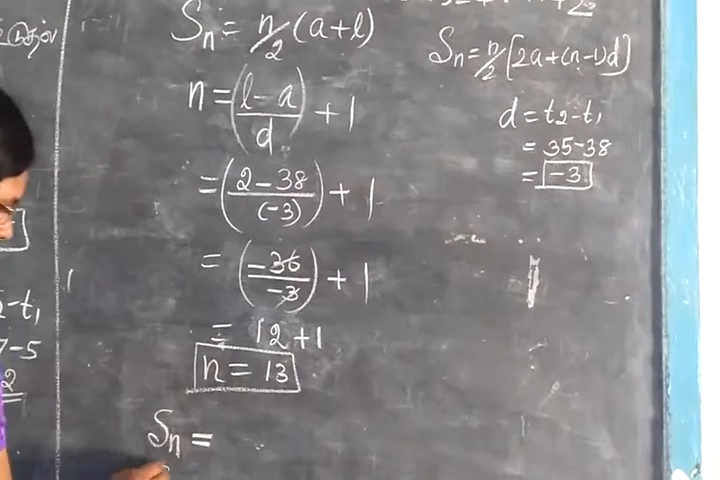 Sn = n/2 (a+l)
Sn = n/2 [2a+(n-1)d]
n = (l-a/d) + 1
d = t2-t1
= 35-38
= -3
= (2-38/(-3)) + 1
= (-36/-3) + 1
= 12+1
n = 13
Sn =
-t1
7-5
2